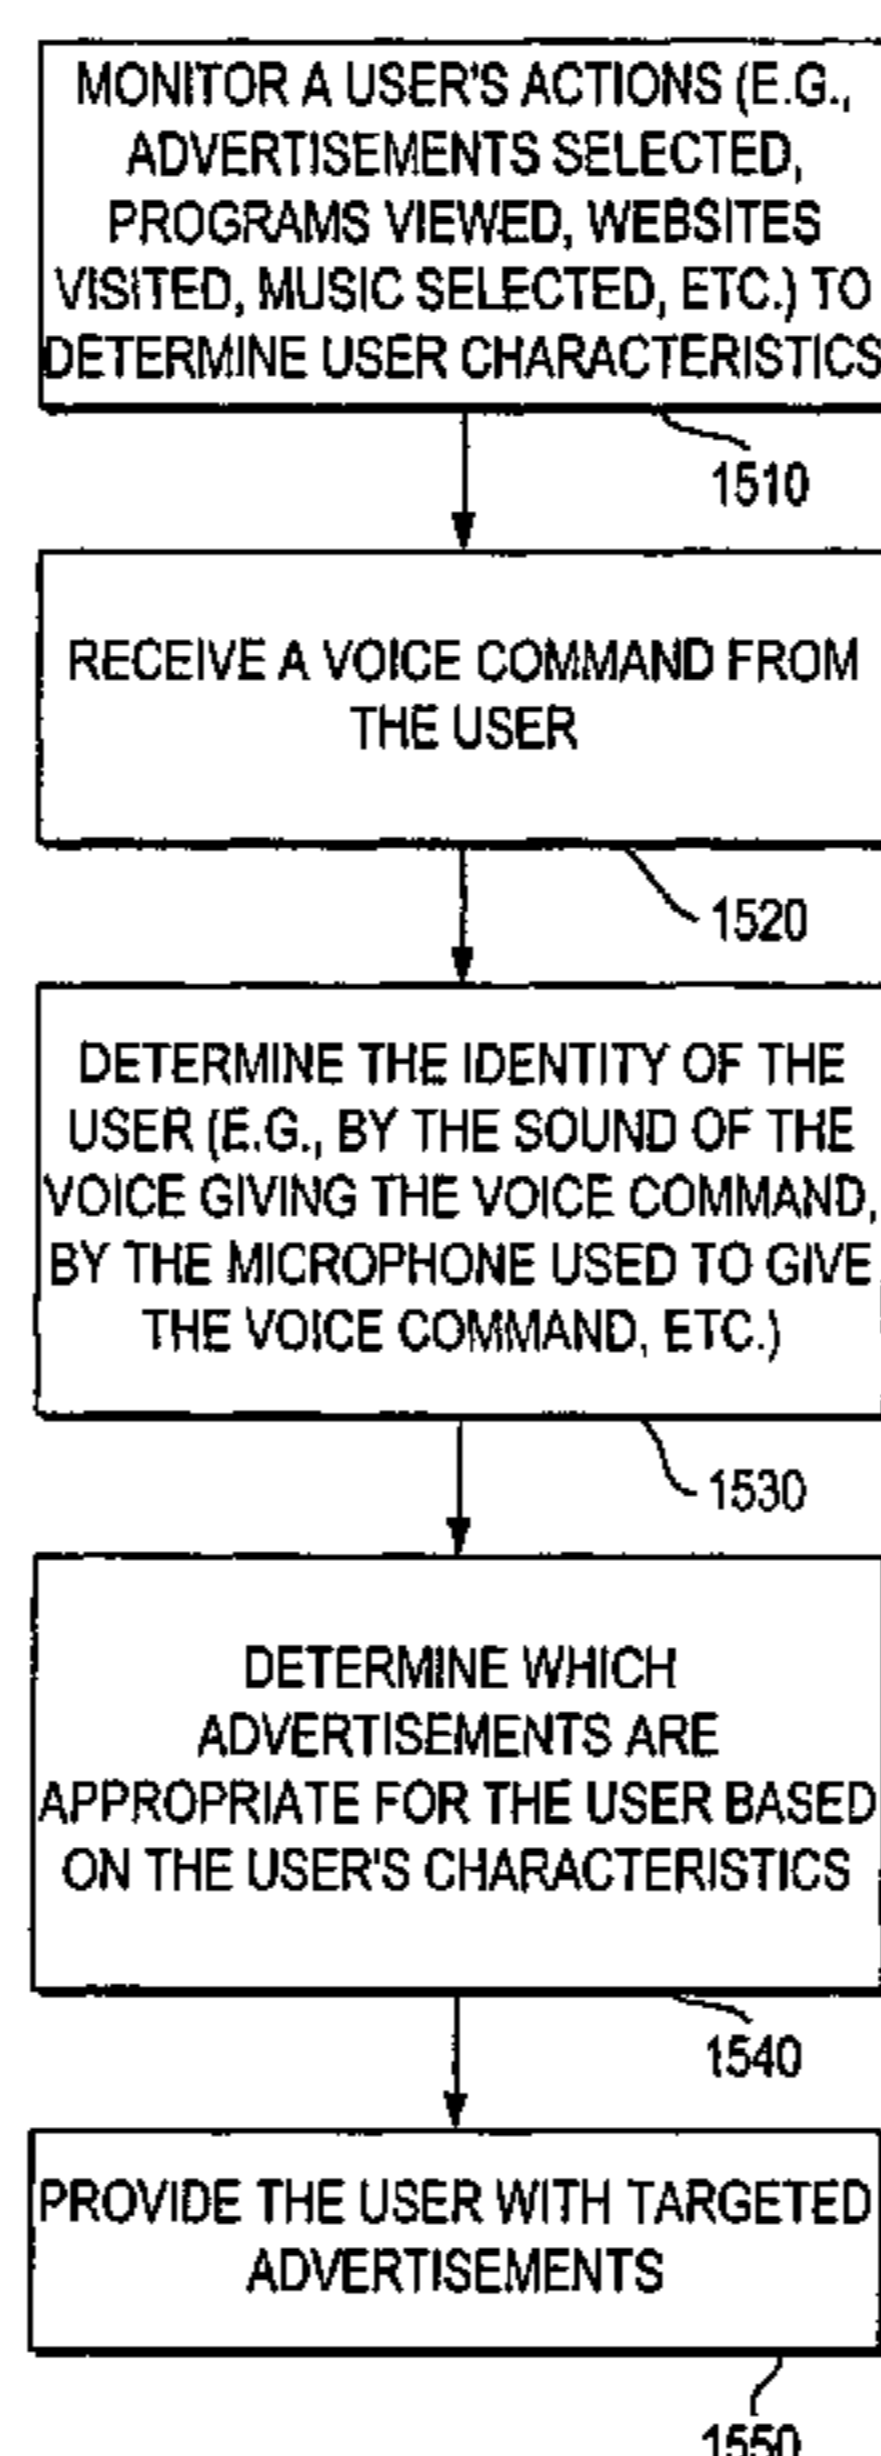 MONITOR A USER'S ACTIONS (E.G.,
ADVERTISEMENTS SELECTED,
PROGRAMS VIEWED, WEBSITES
VISITED, MUSIC SELECTED, ETC.) TO
DETERMINE USER CHARACTERISTICS
1510
RECEIVE A VOICE COMMAND FROM
THE USER
1520
DETERMINE THE IDENTITY OF THE
USER (E.G., BY THE SOUND OF THE
VOICE GIVING THE VOICE COMMAND,
BY THE MICROPHONE USED TO GIVE
THE VOICE COMMAND, ETC.)
1530
DETERMINE WHICH
ADVERTISEMENTS ARE
APPROPRIATE FOR THE USER BASED
ON THE USER'S CHARACTERISTICS
1540
PROVIDE THE USER WITH TARGETED
ADVERTISEMENTS
1550